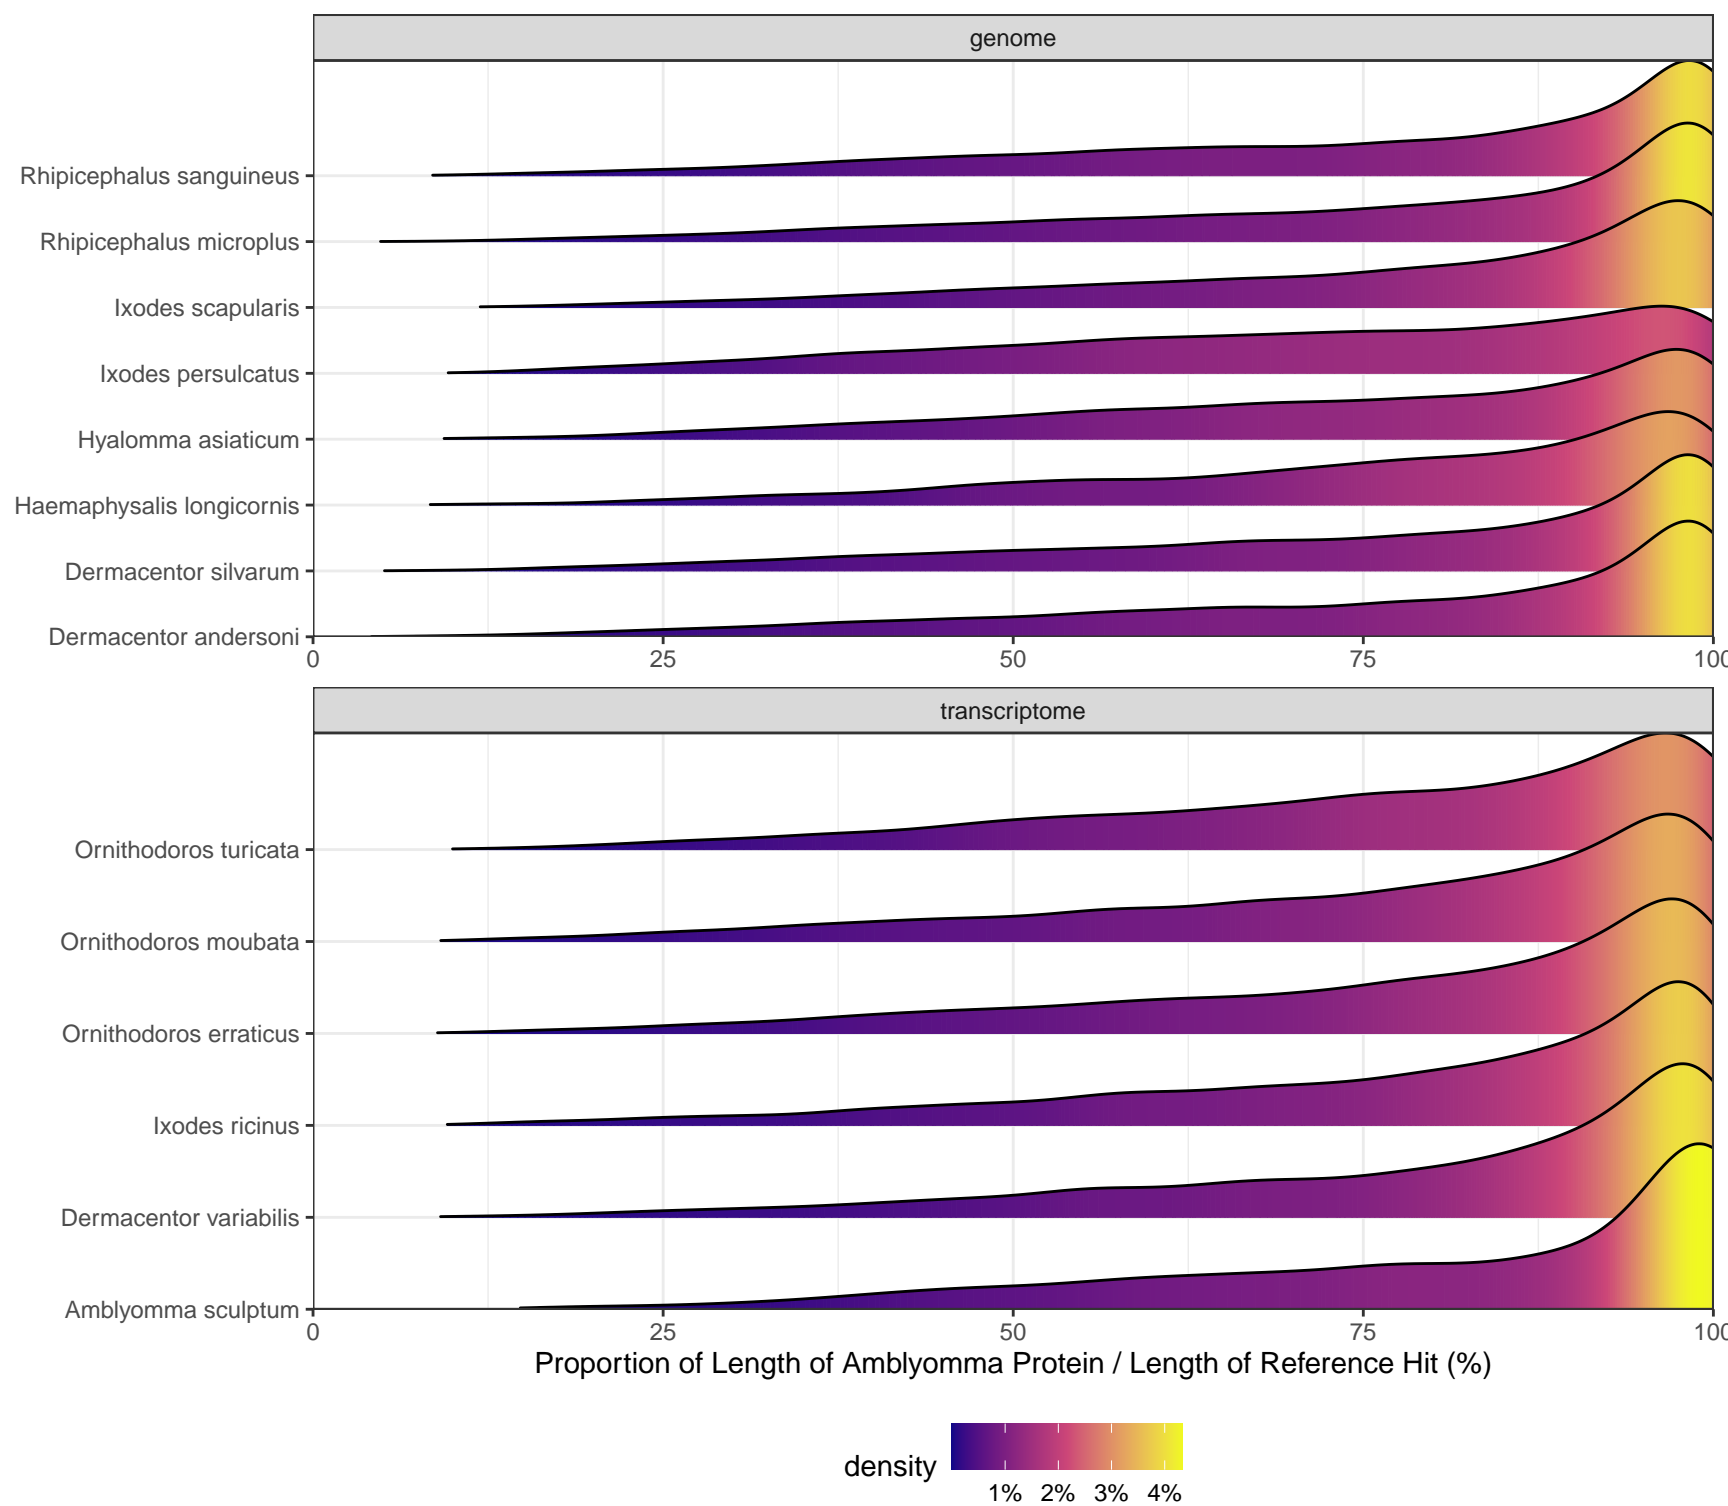 genome
Rhipicephalus sanguineus
Rhipicephalus microplus
Ixodes scapularis
Ixodes persulcatus
Hyalomma asiaticum
Haemaphysalis longicornis
Dermacentor silvarum
Dermacentor andersoni
0 25 50 75 100
transcriptome
Ornithodoros turicata
Ornithodoros moubata
Ornithodoros erraticus
Ixodes ricinus
Dermacentor variabilis
Amblyomma sculptum
0 25 50 75 100
Proportion of Length of Amblyomma Protein / Length of Reference Hit (%)
density
1% 2% 3% 4%